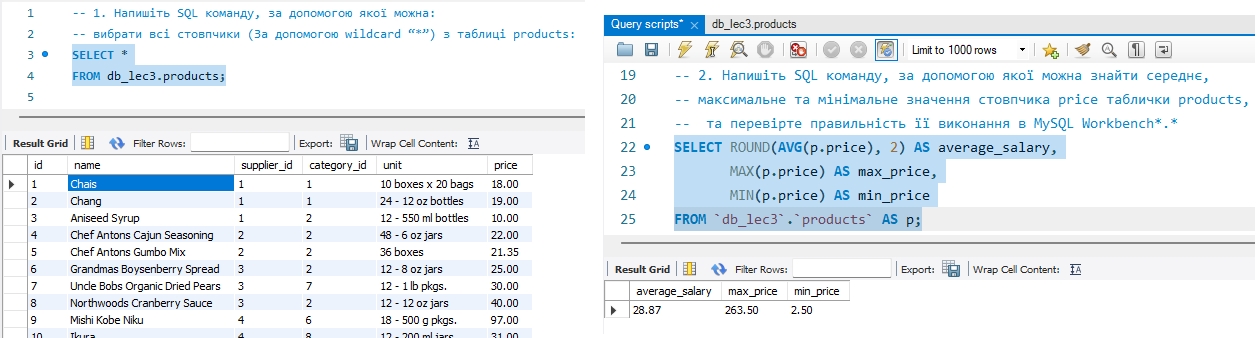 1 -- 1. Напишіть SQL команду, за допомогою якої можна:
2 -- вибрати всі стовпчики (За допомогою wildcard “*”) з таблиці products:
3 SELECT *
4 FROM db_lec3.products;
5
Result Grid Filter Rows: Export: Wrap Cell Content:
id name supplier_id category_id unit price
1 Chais 1 1 10 boxes x 20 bags 18.00
2 Chang 1 1 24 - 12 oz bottles 19.00
3 Aniseed Syrup 1 2 12 - 550 ml bottles 10.00
4 Chef Antons Cajun Seasoning 2 2 48 - 6 oz jars 22.00
5 Chef Antons Gumbo Mix 2 2 36 boxes 21.35
6 Grandmas Boysenberry Spread 3 2 12 - 8 oz jars 25.00
7 Uncle Bobs Organic Dried Pears 3 7 12 - 1 lb pkgs. 30.00
8 Northwoods Cranberry Sauce 3 2 12 - 12 oz jars 40.00
9 Mishi Kobe Niku 4 6 18 - 500 g pkgs. 97.00
10 Ikura 4 8 12 - 200 ml jars 31.00
Query scripts* db_lec3.products
Limit to 1000 rows
19 -- 2. Напишіть SQL команду, за допомогою якої можна знайти середнє,
20 -- максимальне та мінімальне значення стовпчика price таблички products,
21 -- та перевірте правильність її виконання в MySQL Workbench*.*
22 SELECT ROUND(AVG(p.price), 2) AS average_salary,
23 MAX(p.price) AS max_price,
24 MIN(p.price) AS min_price
25 FROM `db_lec3`.`products` AS p;
Result Grid Filter Rows: Export: Wrap Cell Content:
average_salary max_price min_price
28.87 263.50 2.50